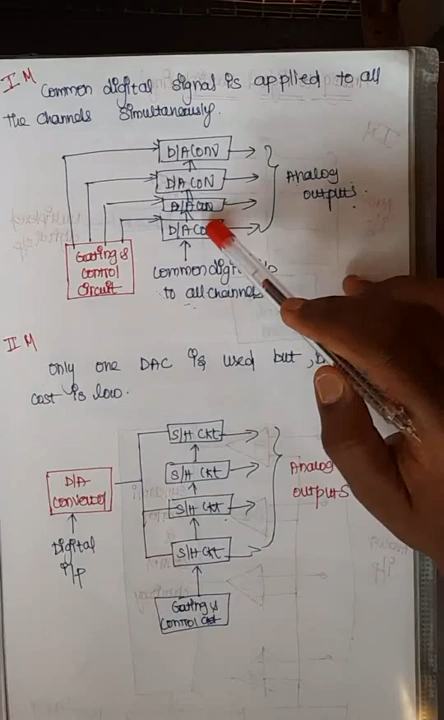 I M Common digital signal is applied to all
the channels simultaneously.
D/A CONV
D/A CON
D/A CON
D/A CO
Analog
outputs.
Gating &
control
circuit
Common digit
to all channels
II M
Only one DAC is used but,
cost is low.
S/H CKt
S/H CKt
S/H CKt
S/H CKt
D/A
Converter
Analog
outputs
Digital
i/p
Gating &
control ckt